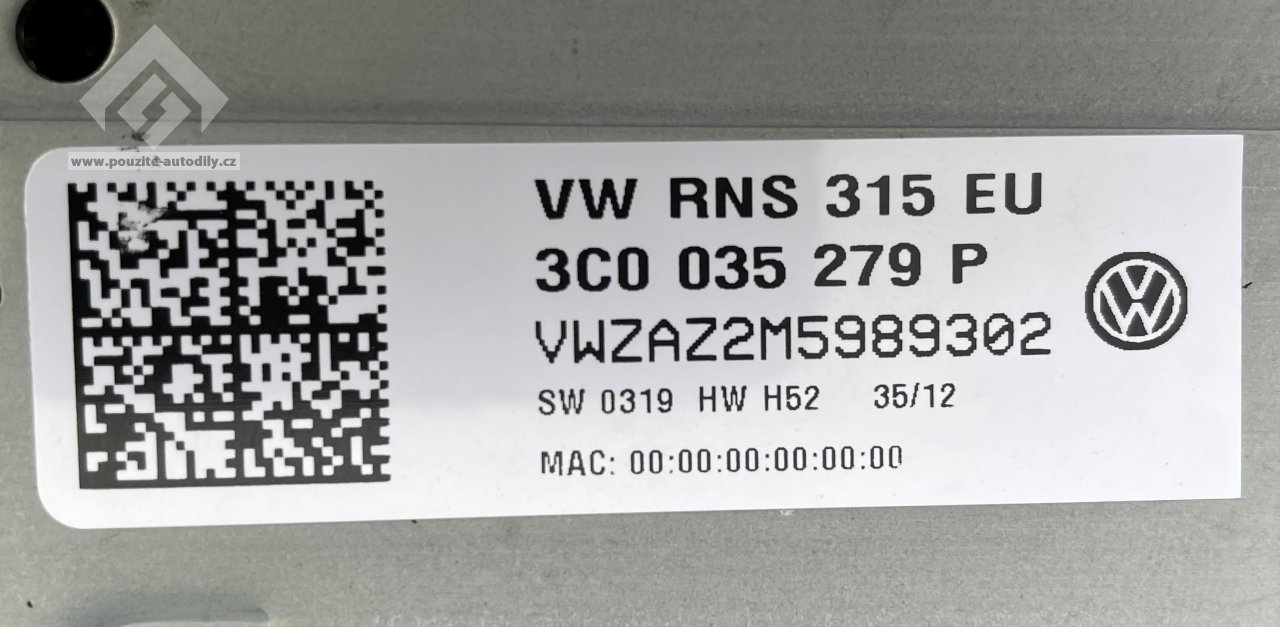 www.pouzite-autodily.cz
VW RNS 315 EU
3C0 035 279 P
VWZAZ2M5989302
SW 0319 HW H52 35/12
MAC: 00:00:00:00:00:00